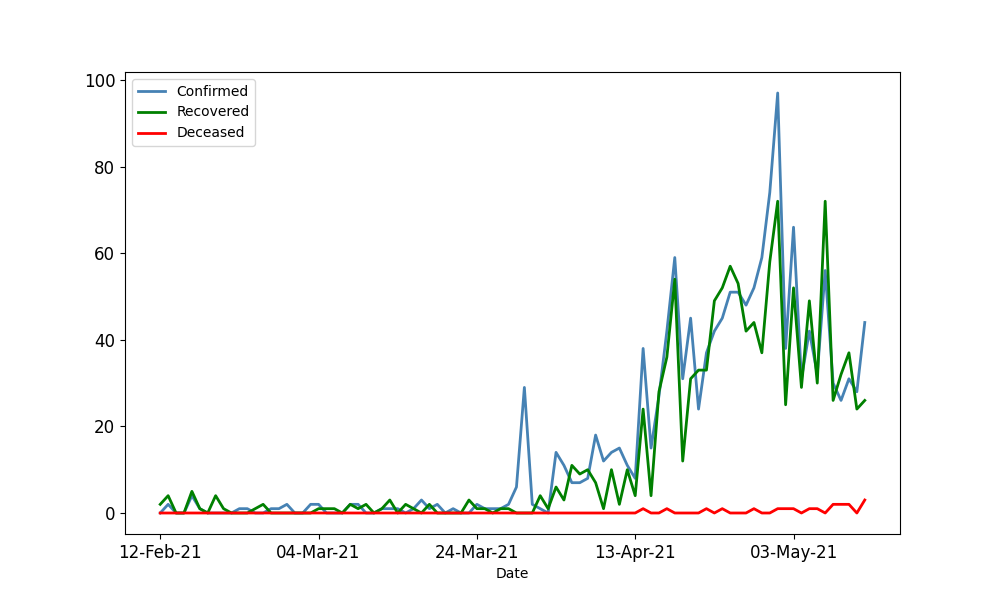 100
80
60
40
20
0
Confirmed
Recovered
Deceased
12-Feb-21 04-Mar-21 24-Mar-21 13-Apr-21 03-May-21
Date